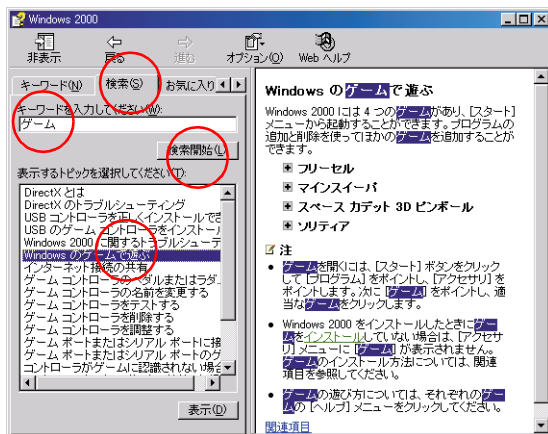 Windows 2000
非表示
戻る
進む
オプション(O)
Web ヘルプ
キーワード(N)
検索(S)
お気に入り
キーワードを入力してください(W):
ゲーム
検索開始(L)
表示するトピックを選択してください(T):
DirectX とは
DirectX のトラブルシューティング
USB コントローラを正しくインストールでき
USB のゲーム コントローラをインストール
Windows 2000 に関するトラブルシューテ
Windows のゲームで遊ぶ
インターネット接続の共有
ゲーム コントローラのペダルまたはラダ
ゲーム コントローラの名前を変更する
ゲーム コントローラをテストする
ゲーム コントローラを削除する
ゲーム コントローラを調整する
ゲーム ポートまたはシリアル ポートに接
ゲーム ポートまたはシリアル ポートのゲ
コントローラがゲームに認識されない場合
表示(D)
Windows のゲームで遊ぶ
Windows 2000 には 4 つのゲームがあり、[スタート]
メニューから起動することができます。プログラムの
追加と削除を使ってほかのゲームを追加することが
できます。
フリーセル
マインスイーパ
スペース カデット 3D ピンボール
ソリティア
注
• ゲームを開くには、[スタート] ボタンをクリック
して [プログラム] をポイントし、[アクセサリ] を
ポイントします。次に [ゲーム] をポイントし、適
当なゲームをクリックします。
• Windows 2000 をインストールしたときにゲー
ムをインストールしていない場合は、[アクセサ
リ] メニューに [ゲーム] が表示されません。
ゲームのインストール方法については、関連
項目を参照してください。
• ゲームの遊び方については、それぞれのゲー
ムの [ヘルプ] メニューをクリックしてください。
関連項目